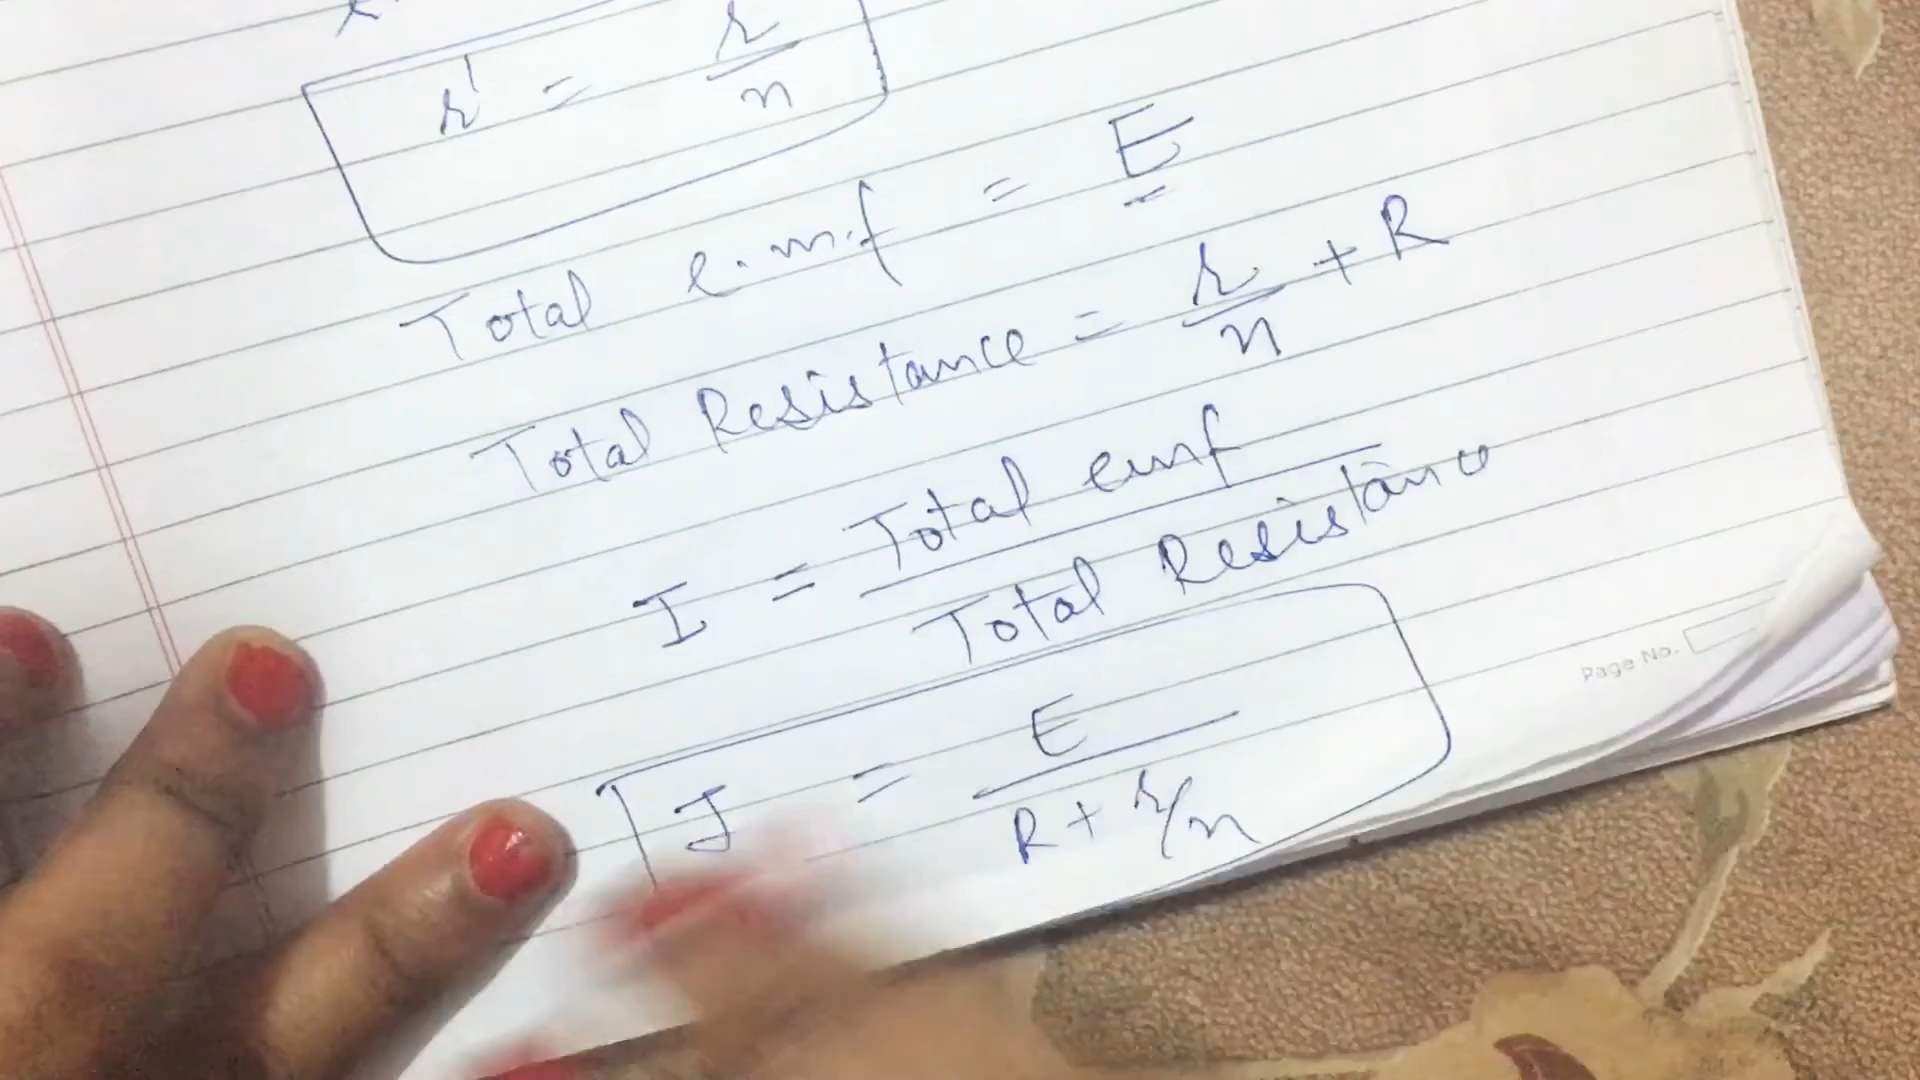 r' = r/n
Total e.m.f = E
Total Resistance = r/n + R
I = Total emf / Total Resistance
I = E / R + r/n
Page No.